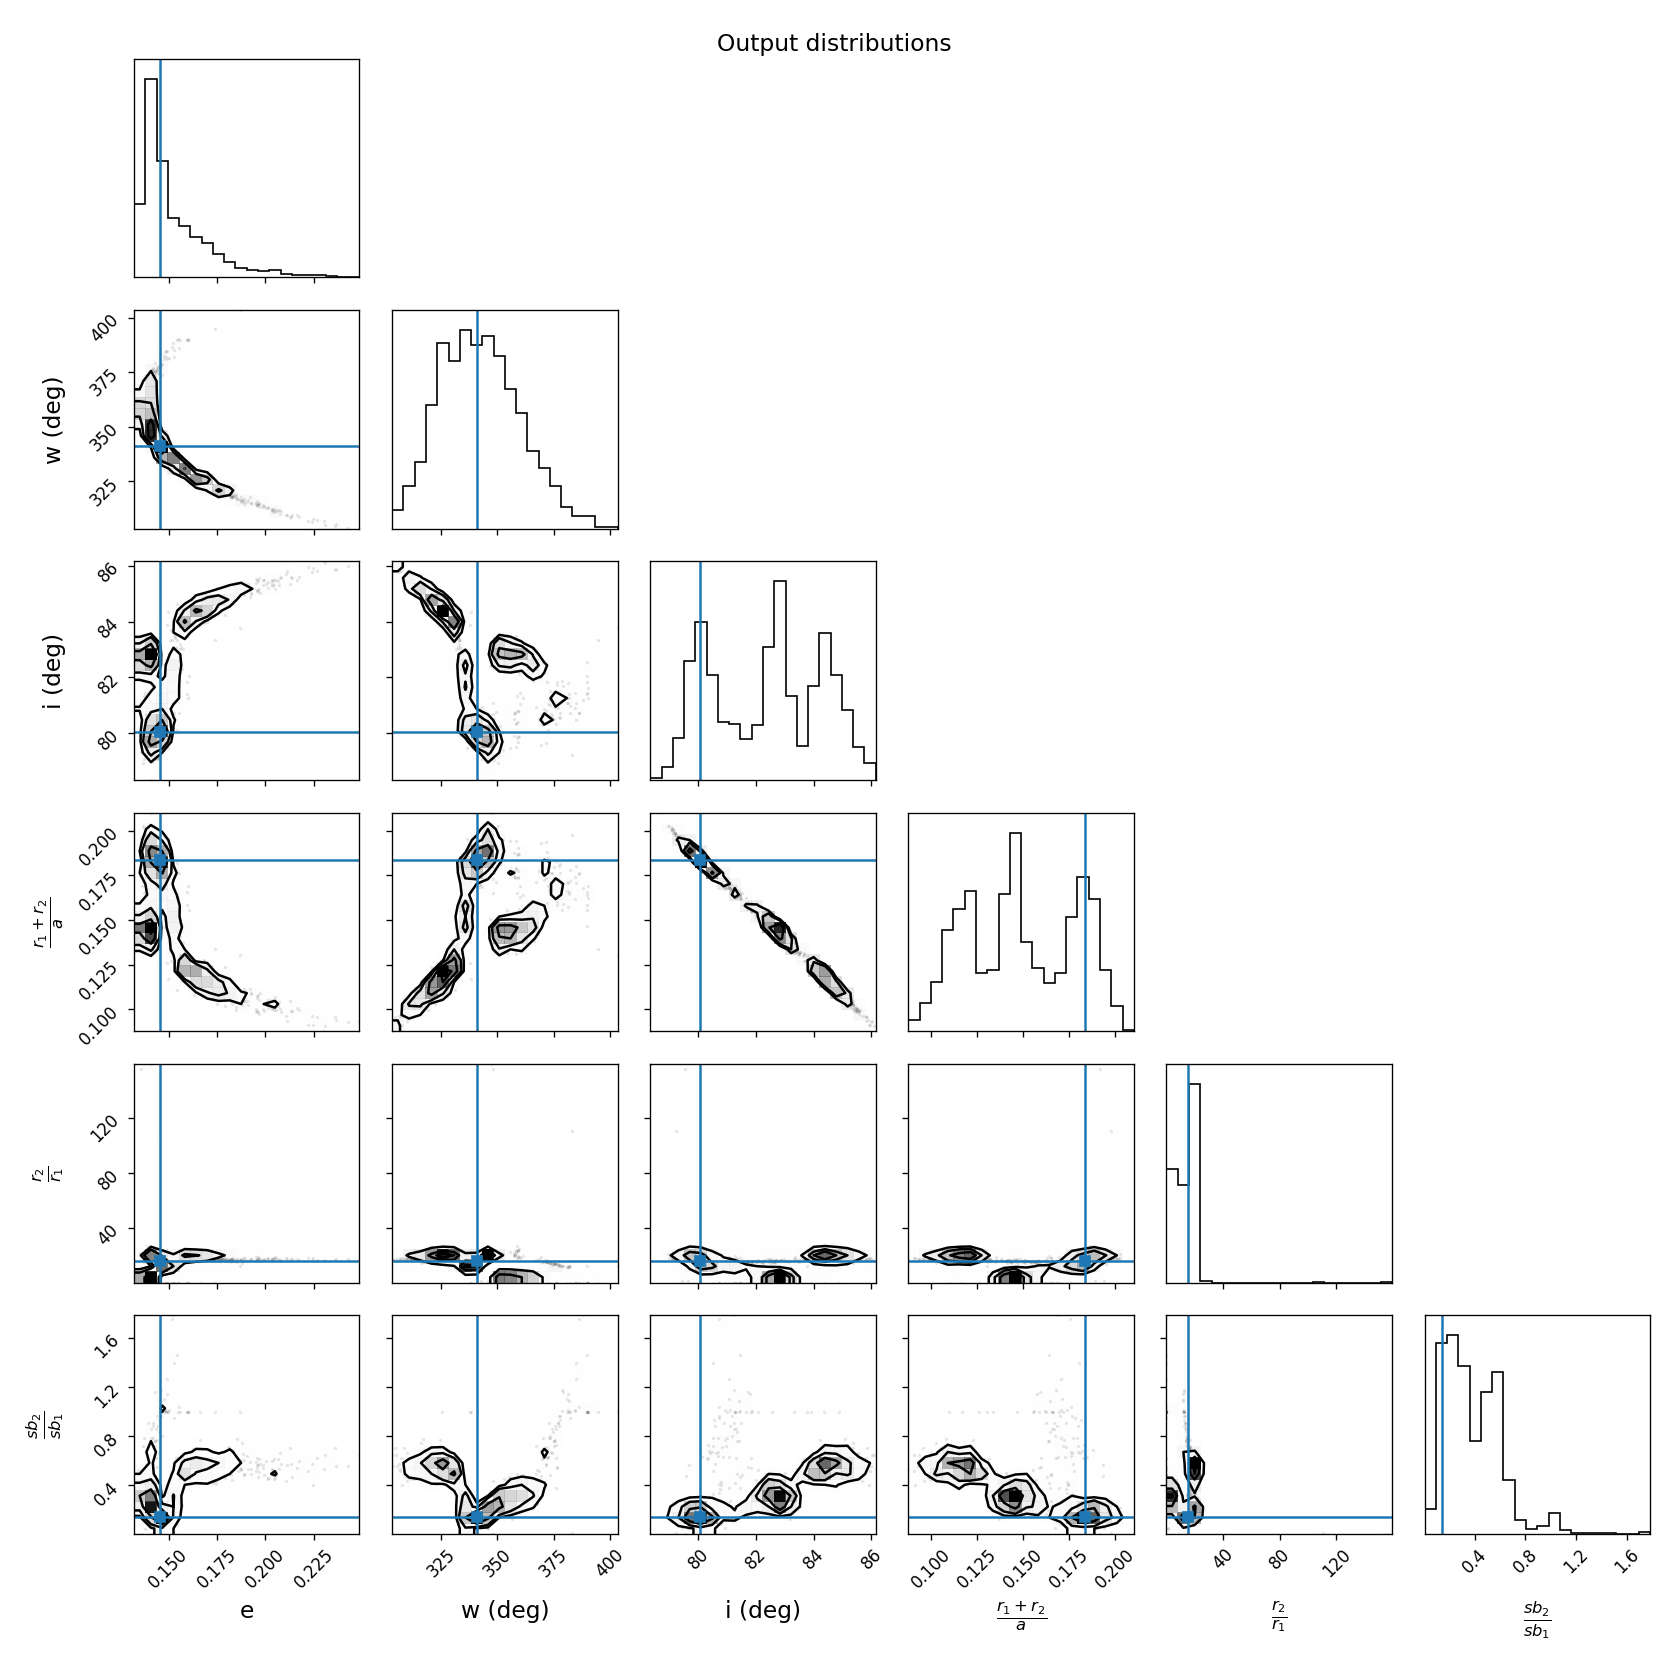 Output distributions
400
375
350
325
w (deg)
86
84
82
80
i (deg)
0.200
0.175
0.150
0.125
0.100
r₁ + r₂
a
120
80
40
r₂
r₁
1.6
1.2
0.8
0.4
sb₂
sb₁
0.150 0.175 0.200 0.225
325 350 375 400
80 82 84 86
0.100 0.125 0.150 0.175 0.200
40 80 120
0.4 0.8 1.2 1.6
e
w (deg)
i (deg)
r₁ + r₂
a
r₂
r₁
sb₂
sb₁